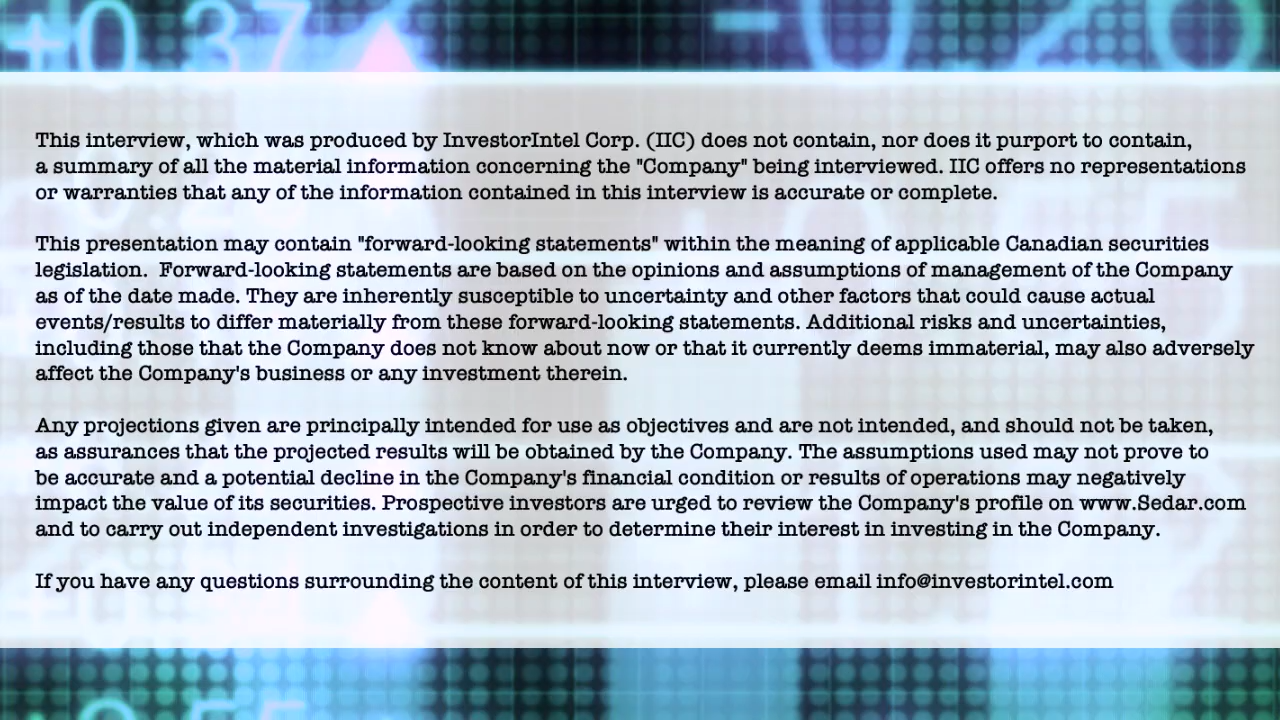 +0.37
-0.26
This interview, which was produced by InvestorIntel Corp. (IIC) does not contain, nor does it purport to contain,
a summary of all the material information concerning the "Company" being interviewed. IIC offers no representations
or warranties that any of the information contained in this interview is accurate or complete.
This presentation may contain "forward-looking statements" within the meaning of applicable Canadian securities
legislation.  Forward-looking statements are based on the opinions and assumptions of management of the Company
as of the date made. They are inherently susceptible to uncertainty and other factors that could cause actual
events/results to differ materially from these forward-looking statements. Additional risks and uncertainties,
including those that the Company does not know about now or that it currently deems immaterial, may also adversely
affect the Company's business or any investment therein.
Any projections given are principally intended for use as objectives and are not intended, and should not be taken,
as assurances that the projected results will be obtained by the Company. The assumptions used may not prove to
be accurate and a potential decline in the Company's financial condition or results of operations may negatively
impact the value of its securities. Prospective investors are urged to review the Company's profile on www.Sedar.com
and to carry out independent investigations in order to determine their interest in investing in the Company.
If you have any questions surrounding the content of this interview, please email info@investorintel.com